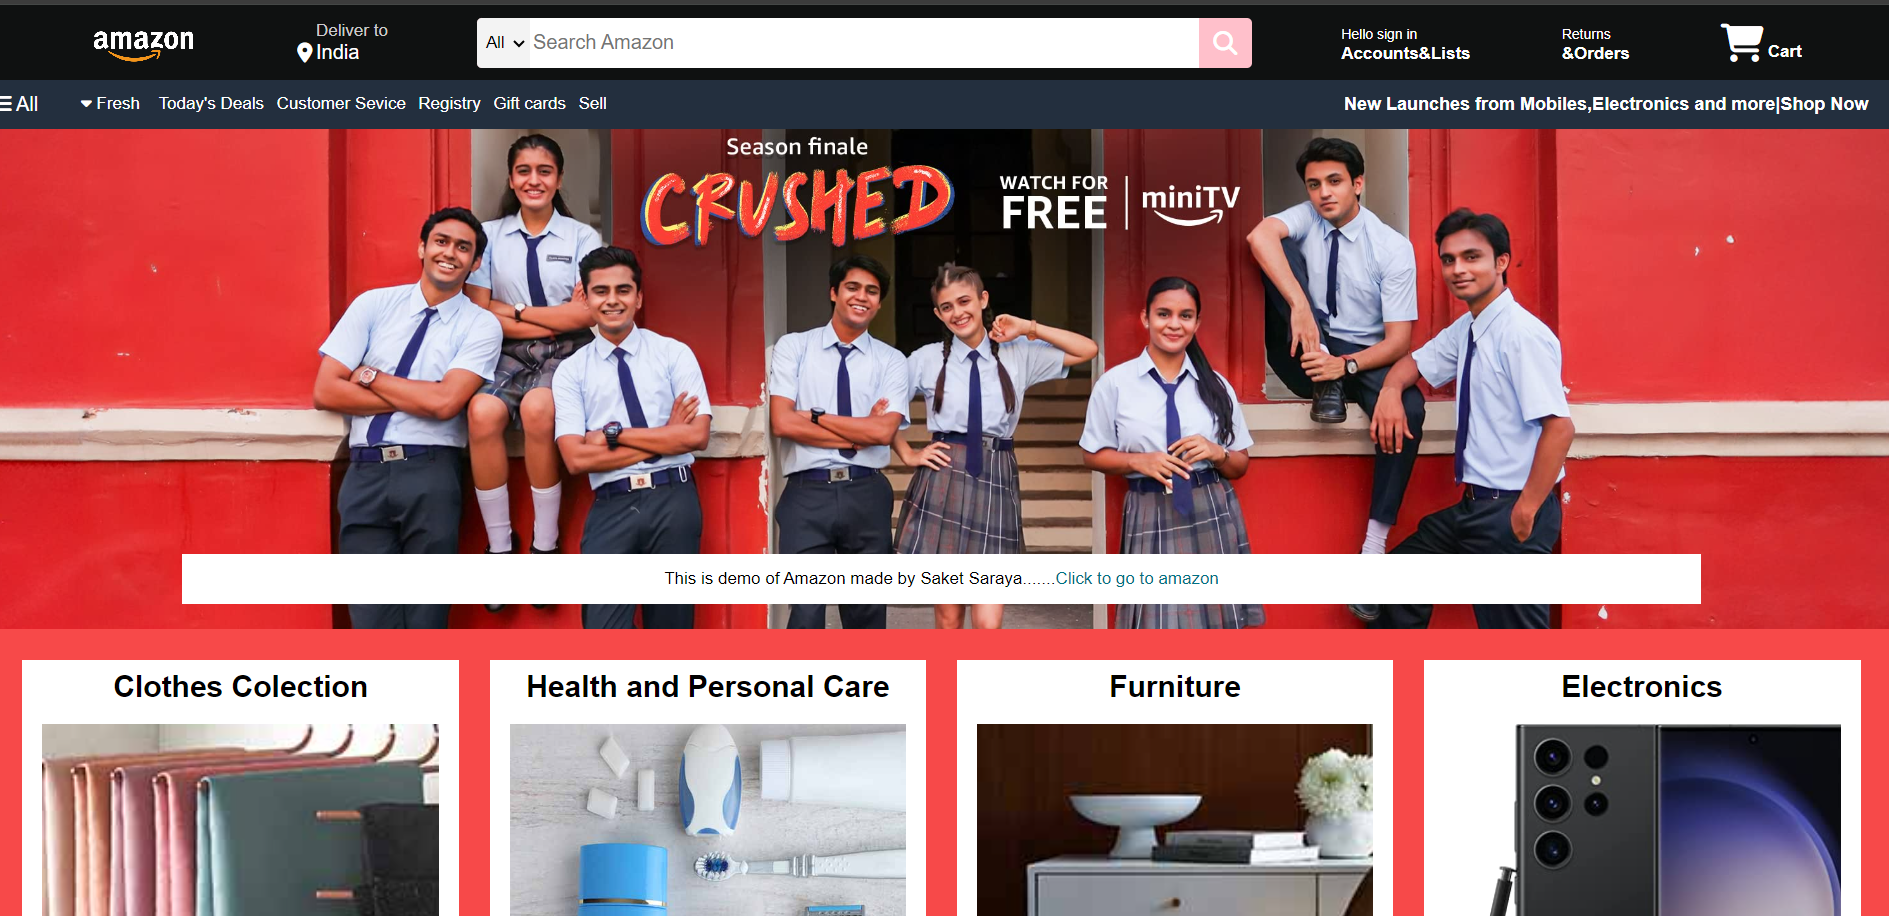 amazon
Deliver to
India
All
Search Amazon
Hello sign in
Accounts&Lists
Returns
&Orders
Cart
All
Fresh
Today's Deals
Customer Sevice
Registry
Gift cards
Sell
New Launches from Mobiles,Electronics and more|Shop Now
Season finale
CRUSHED
WATCH FOR
FREE
miniTV
This is demo of Amazon made by Saket Saraya.......Click to go to amazon
Clothes Colection
Health and Personal Care
Furniture
Electronics